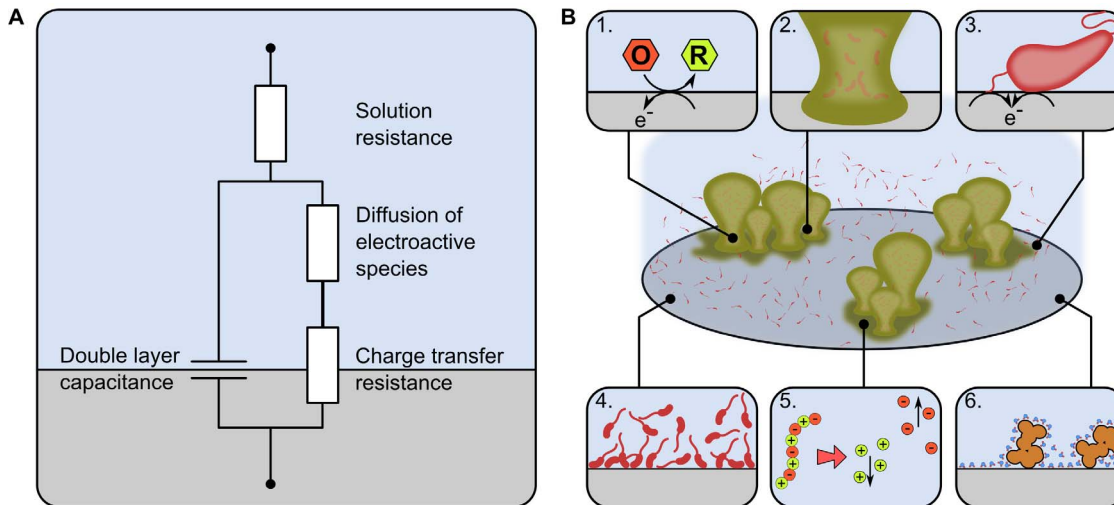 A
Solution
resistance
Diffusion of
electroactive
species
Double layer
capacitance
Charge transfer
resistance
B
1.
O
R
e-
2.
3.
e-
4.
5.
+
-
+
-
+
-
+
-
+
+
+
+
+
-
-
-
-
6.